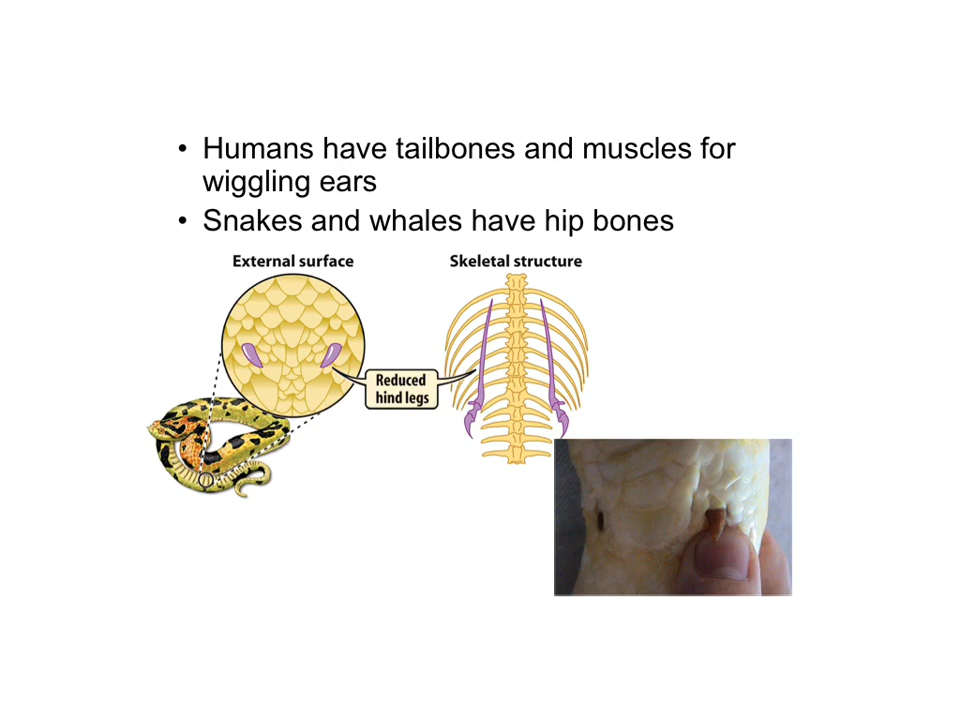 • Humans have tailbones and muscles for
wiggling ears
• Snakes and whales have hip bones
External surface
Skeletal structure
Reduced
hind legs